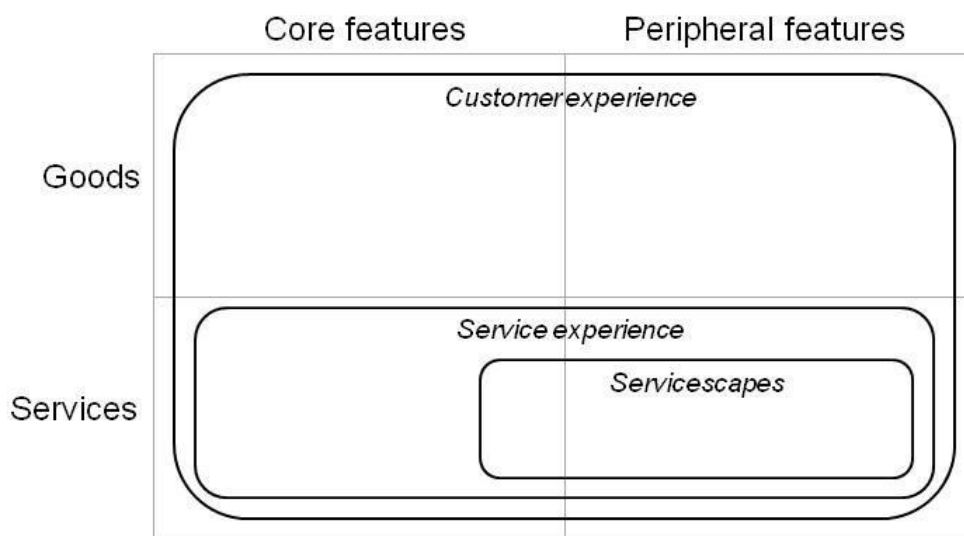 Core features Peripheral features
Customer experience
Goods
Service experience
Servicescapes
Services